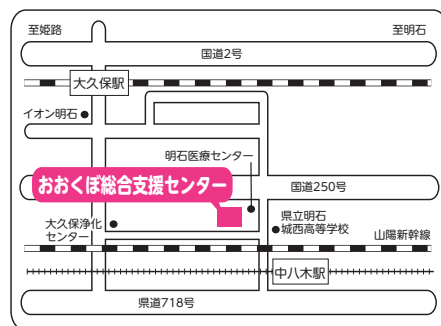 至姫路
至明石
国道2号
大久保駅
イオン明石
明石医療センター
おおくぼ総合支援センター
国道250号
大久保浄化
センター
県立明石
城西高等学校
山陽新幹線
中八木駅
県道718号